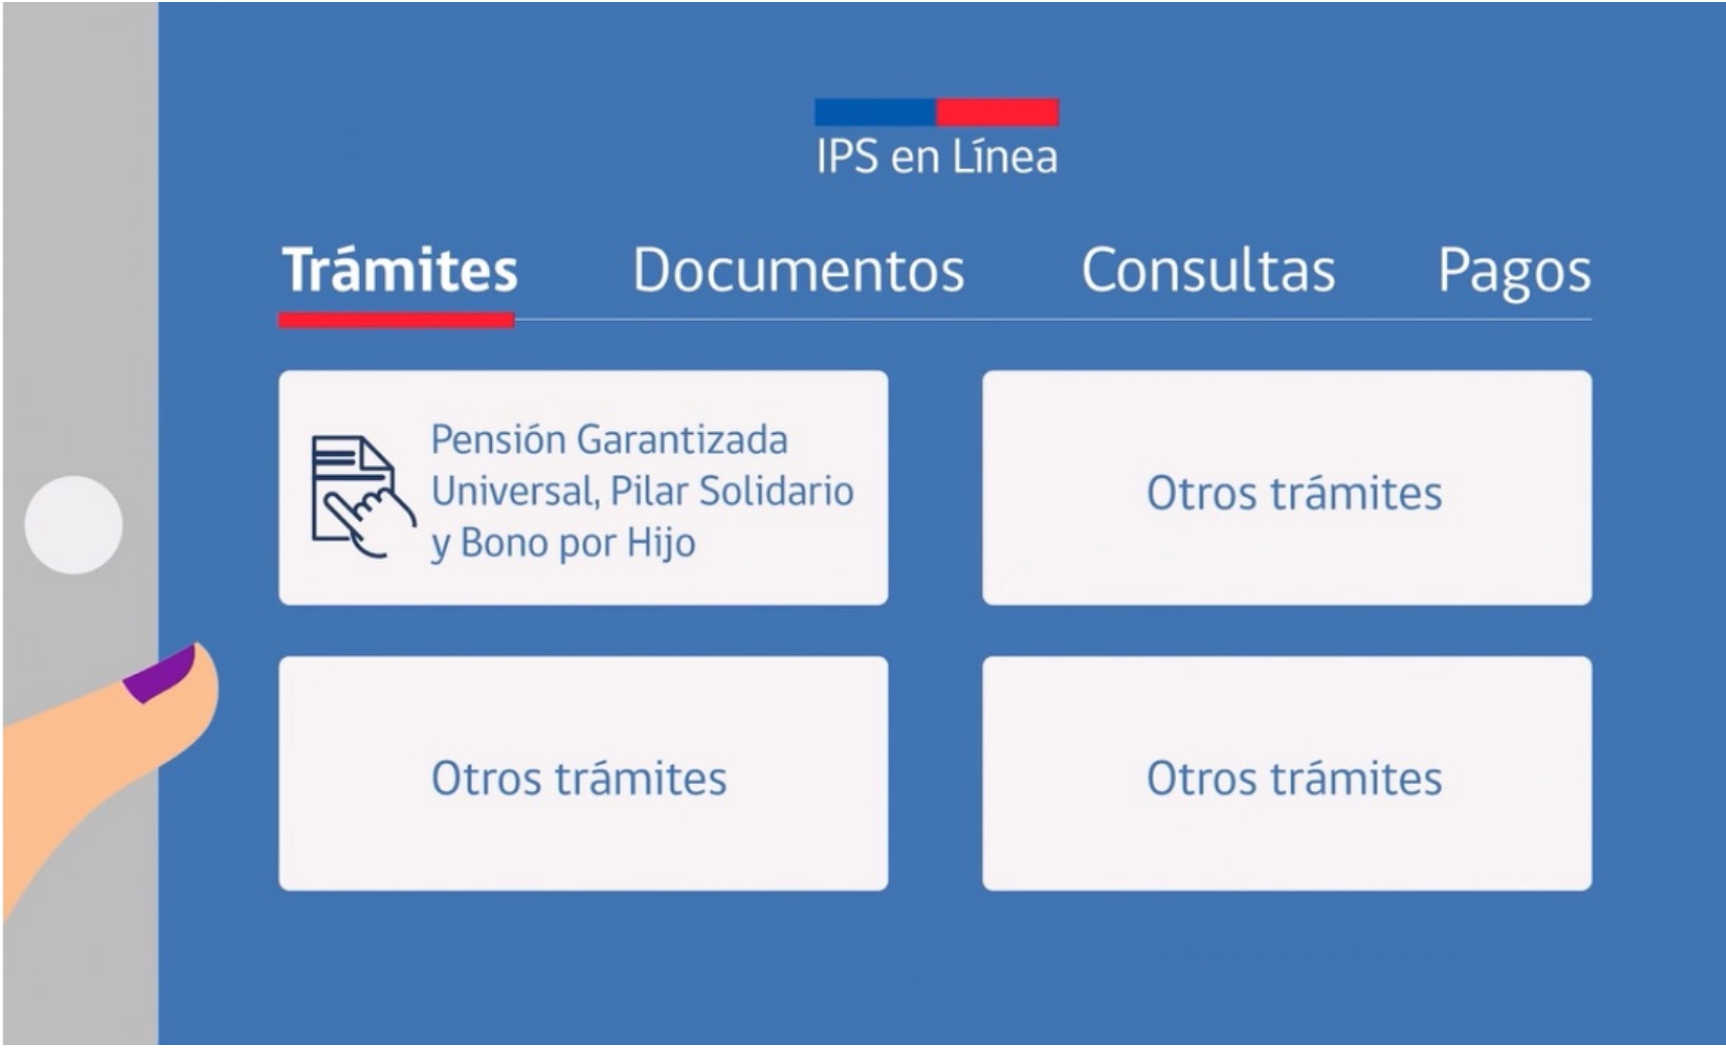 IPS en Línea
Trámites Documentos Consultas Pagos
Pensión Garantizada
Universal, Pilar Solidario
y Bono por Hijo
Otros trámites
Otros trámites
Otros trámites